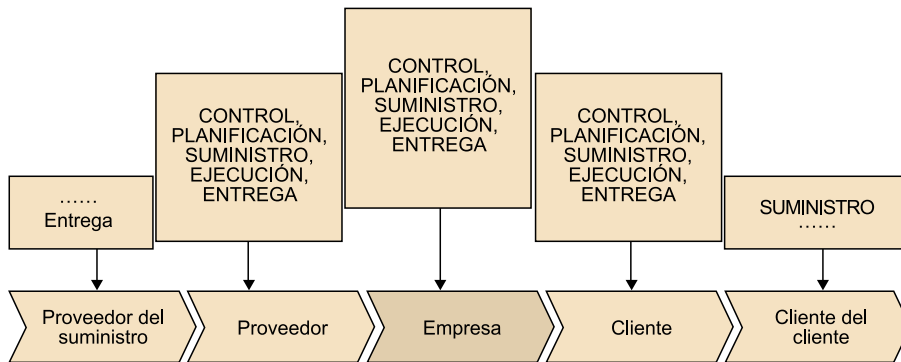 ……
Entrega
CONTROL,
PLANIFICACIÓN,
SUMINISTRO,
EJECUCIÓN,
ENTREGA
CONTROL,
PLANIFICACIÓN,
SUMINISTRO,
EJECUCIÓN,
ENTREGA
CONTROL,
PLANIFICACIÓN,
SUMINISTRO,
EJECUCIÓN,
ENTREGA
SUMINISTRO
……
Proveedor del
suministro
Proveedor
Empresa
Cliente
Cliente del
cliente